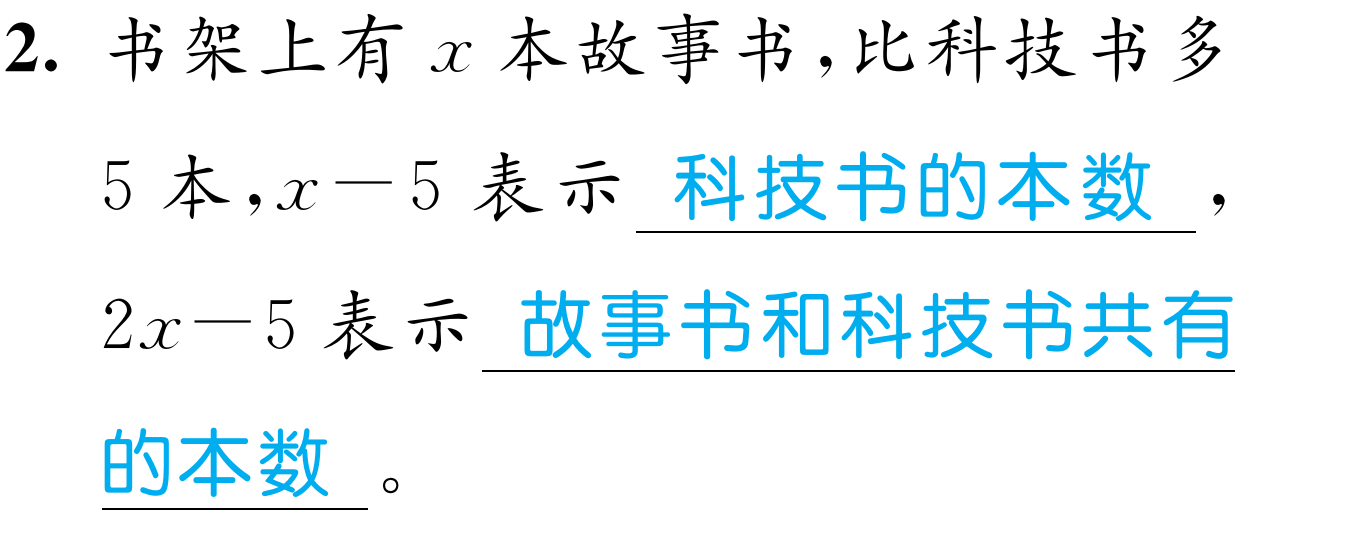 2. 书架上有 x 本故事书,比科技书多
5 本,x－5 表示 科技书的本数 ,
2x－5 表示 故事书和科技书共有
的本数 。